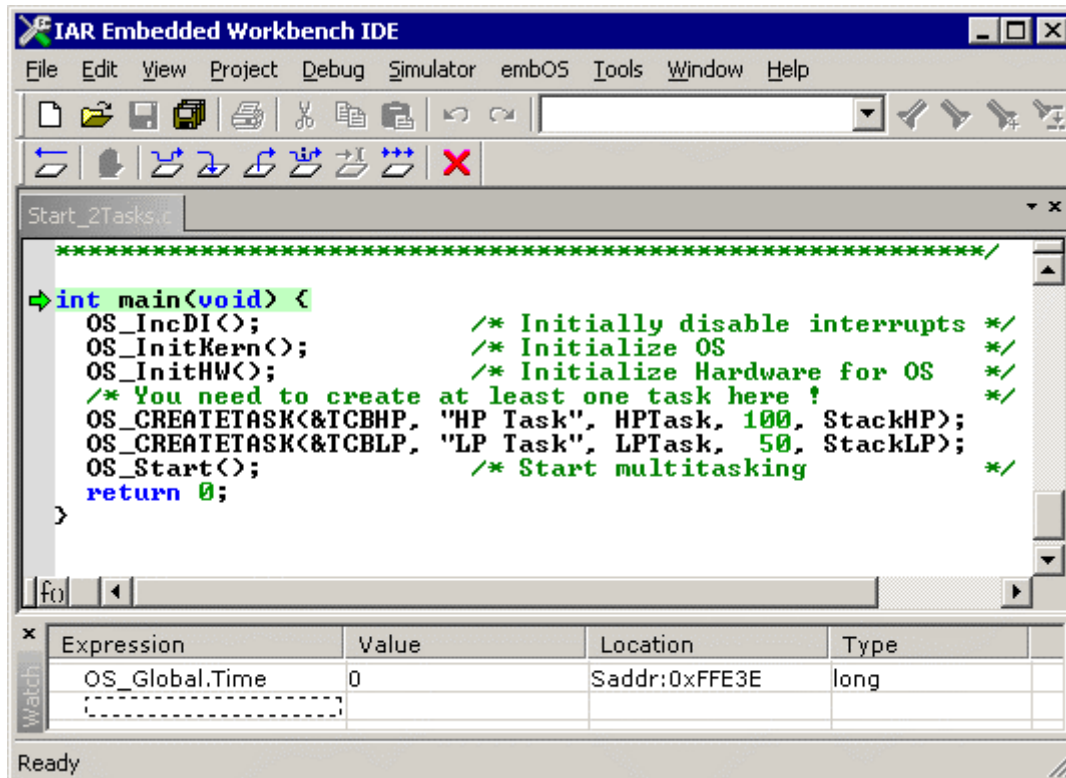 IAR Embedded Workbench IDE
File Edit View Project Debug Simulator embOS Tools Window Help
Start_2Tasks.c
**********************************************************/
int main(void) {
OS_IncDI(); /* Initially disable interrupts */
OS_InitKern(); /* Initialize OS */
OS_InitHW(); /* Initialize Hardware for OS */
/* You need to create at least one task here ! */
OS_CREATETASK(&TCBHP, "HP Task", HPTask, 100, StackHP);
OS_CREATETASK(&TCBLP, "LP Task", LPTask, 50, StackLP);
OS_Start(); /* Start multitasking */
return 0;
}
f()
Expression Value Location Type
OS_Global.Time 0 Saddr:0xFFE3E long
Watch
Ready